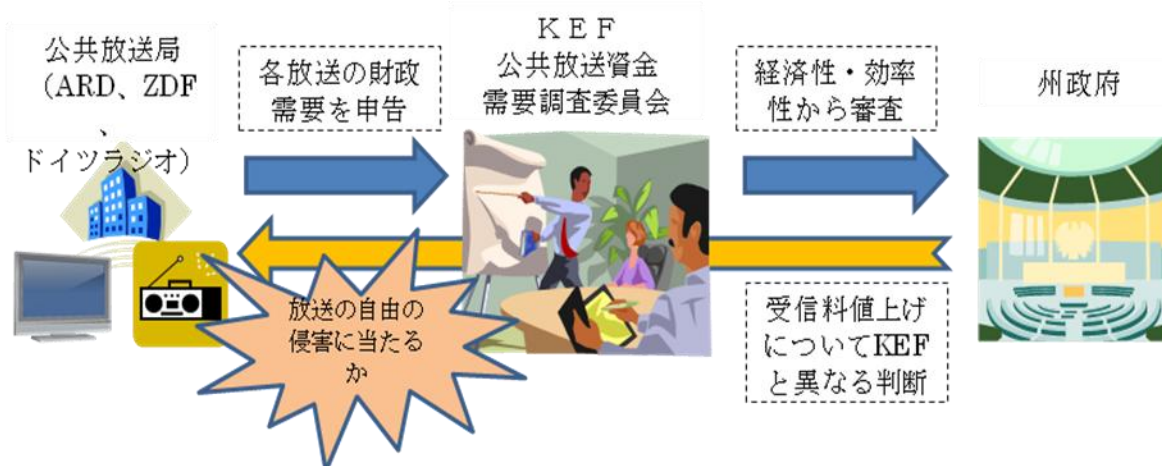 公共放送局
（ARD、ZDF
、
ドイツラジオ）
各放送の財政
需要を申告
ＫＥＦ
公共放送資金
需要調査委員会
経済性・効率
性から審査
州政府
放送の自由の
侵害に当たる
か
受信料値上げ
についてKEF
と異なる判断